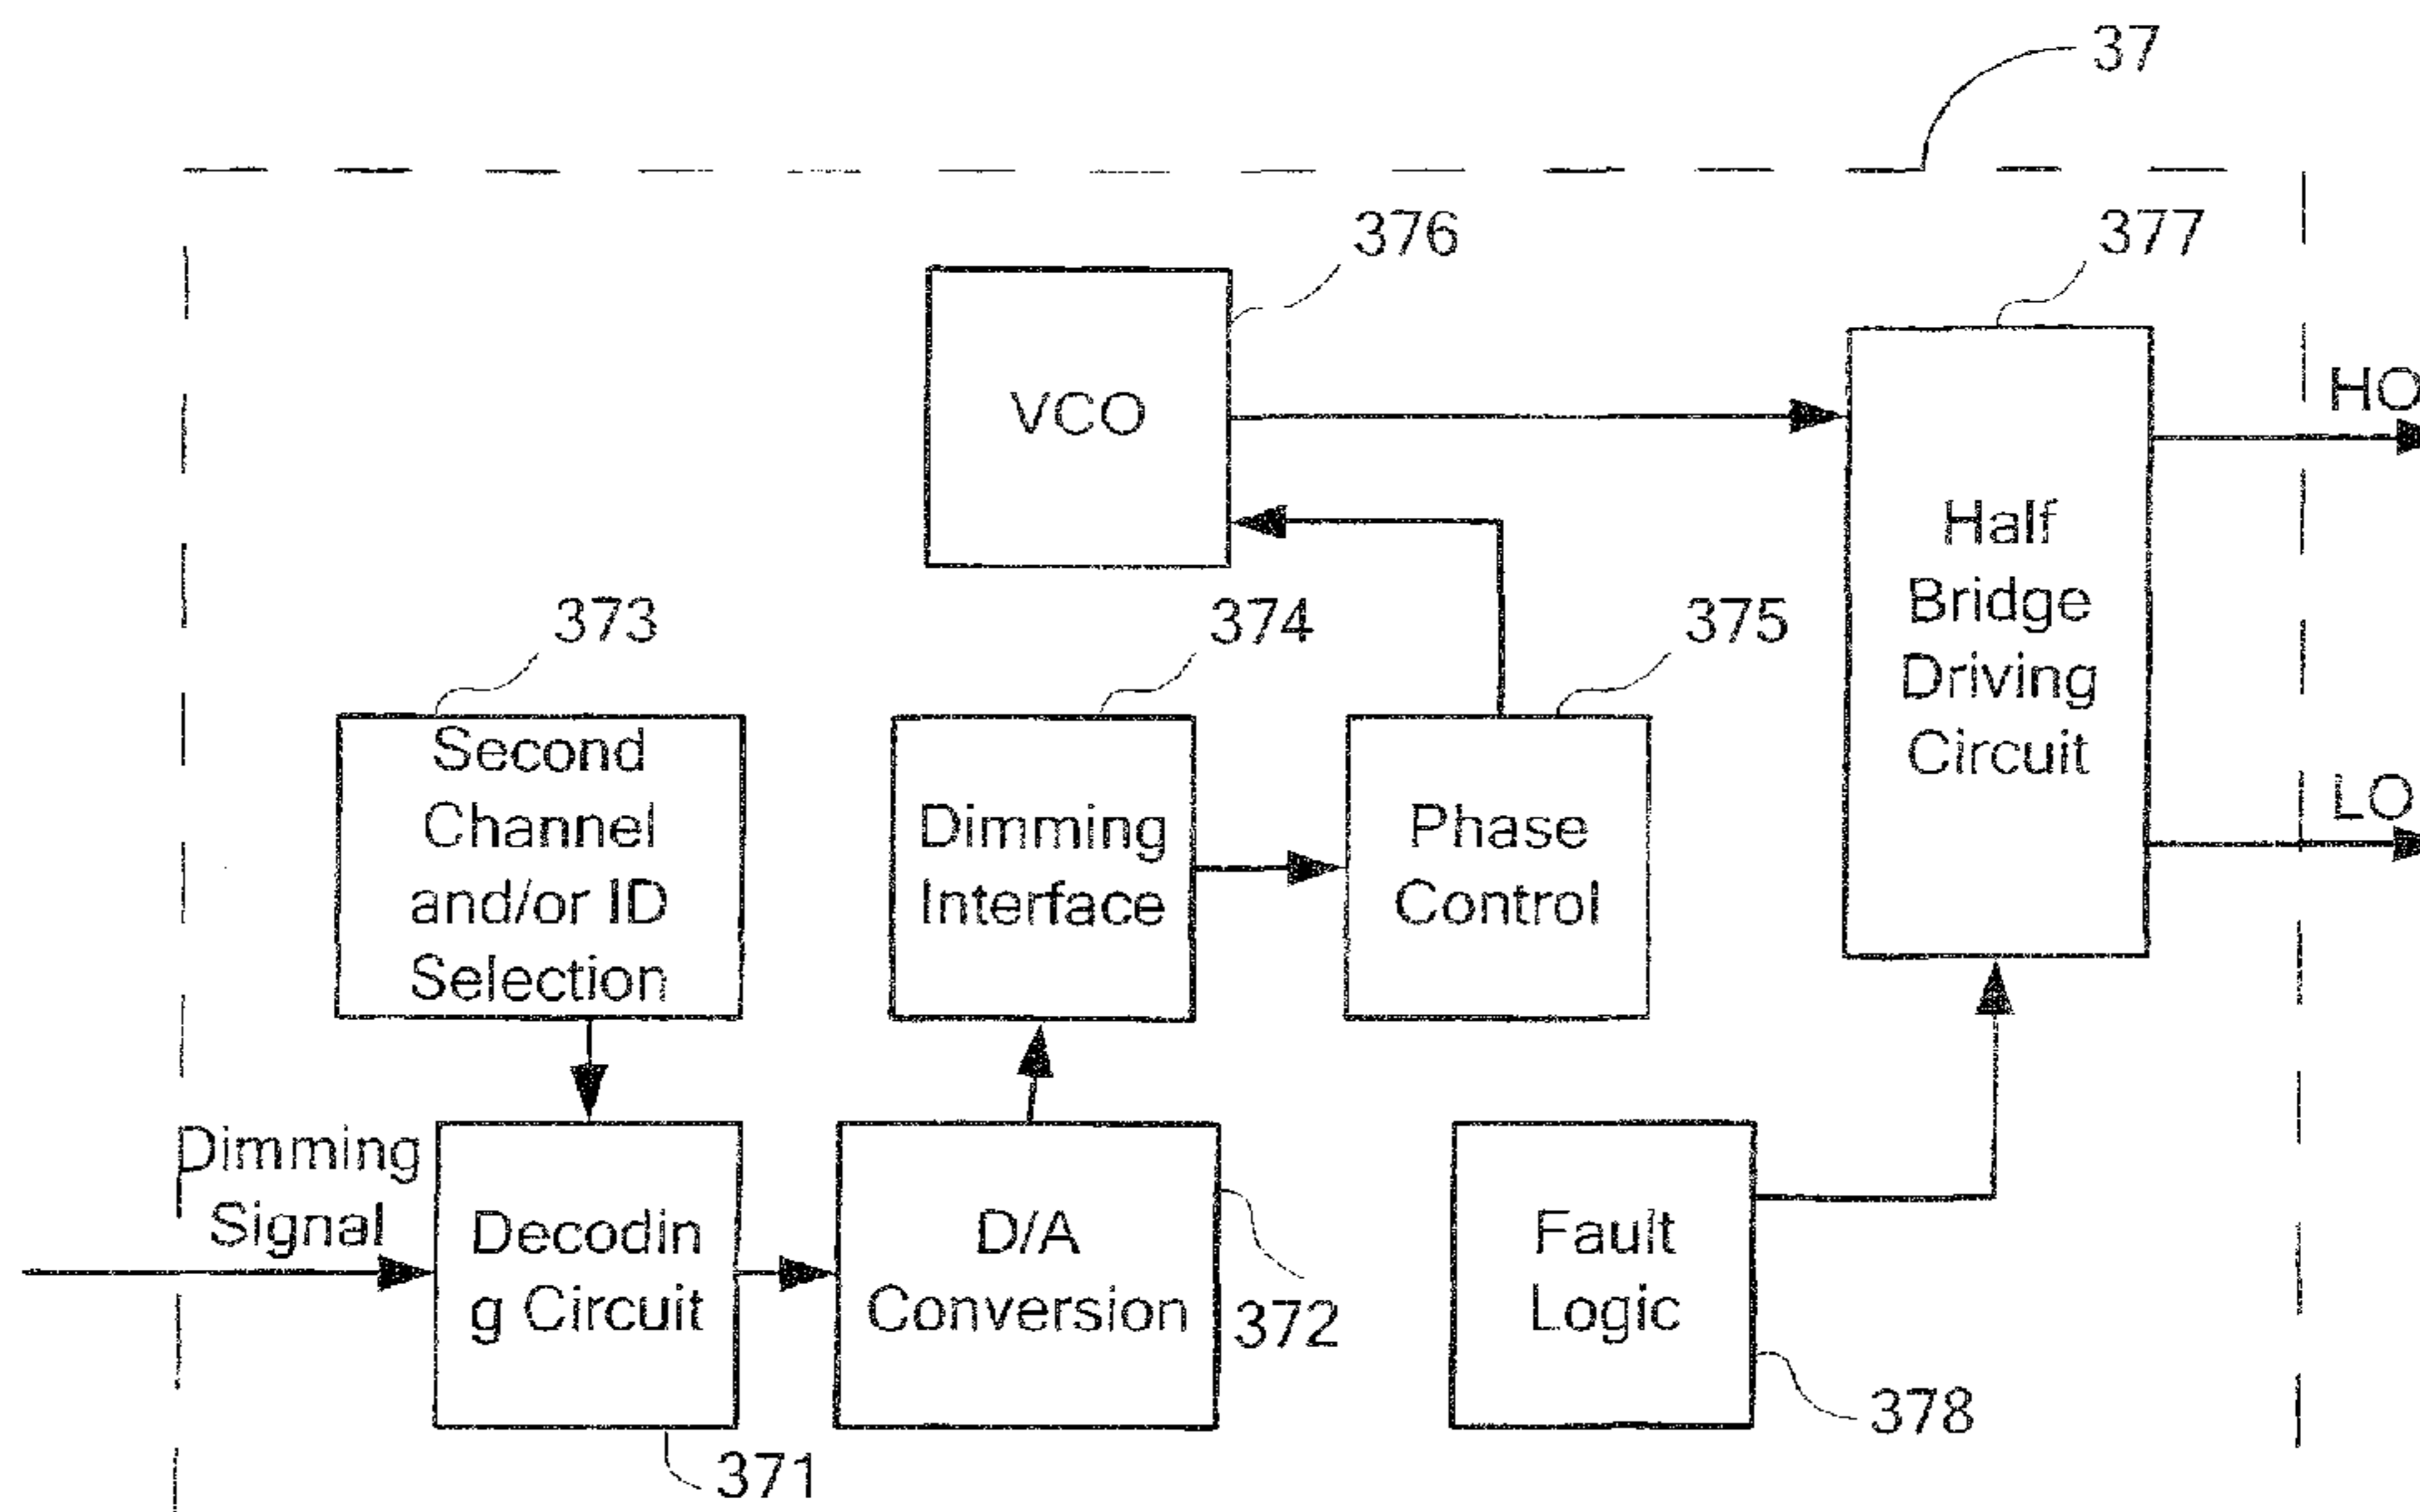 37
376
377
VCO
HO
Half
Bridge
Driving
Circuit
373
374
375
Second
Channel
and/or ID
Selection
Dimming
Interface
Phase
Control
LO
Dimming
Signal
Decodin
g Circuit
D/A
Conversion
372
Fault
Logic
378
371